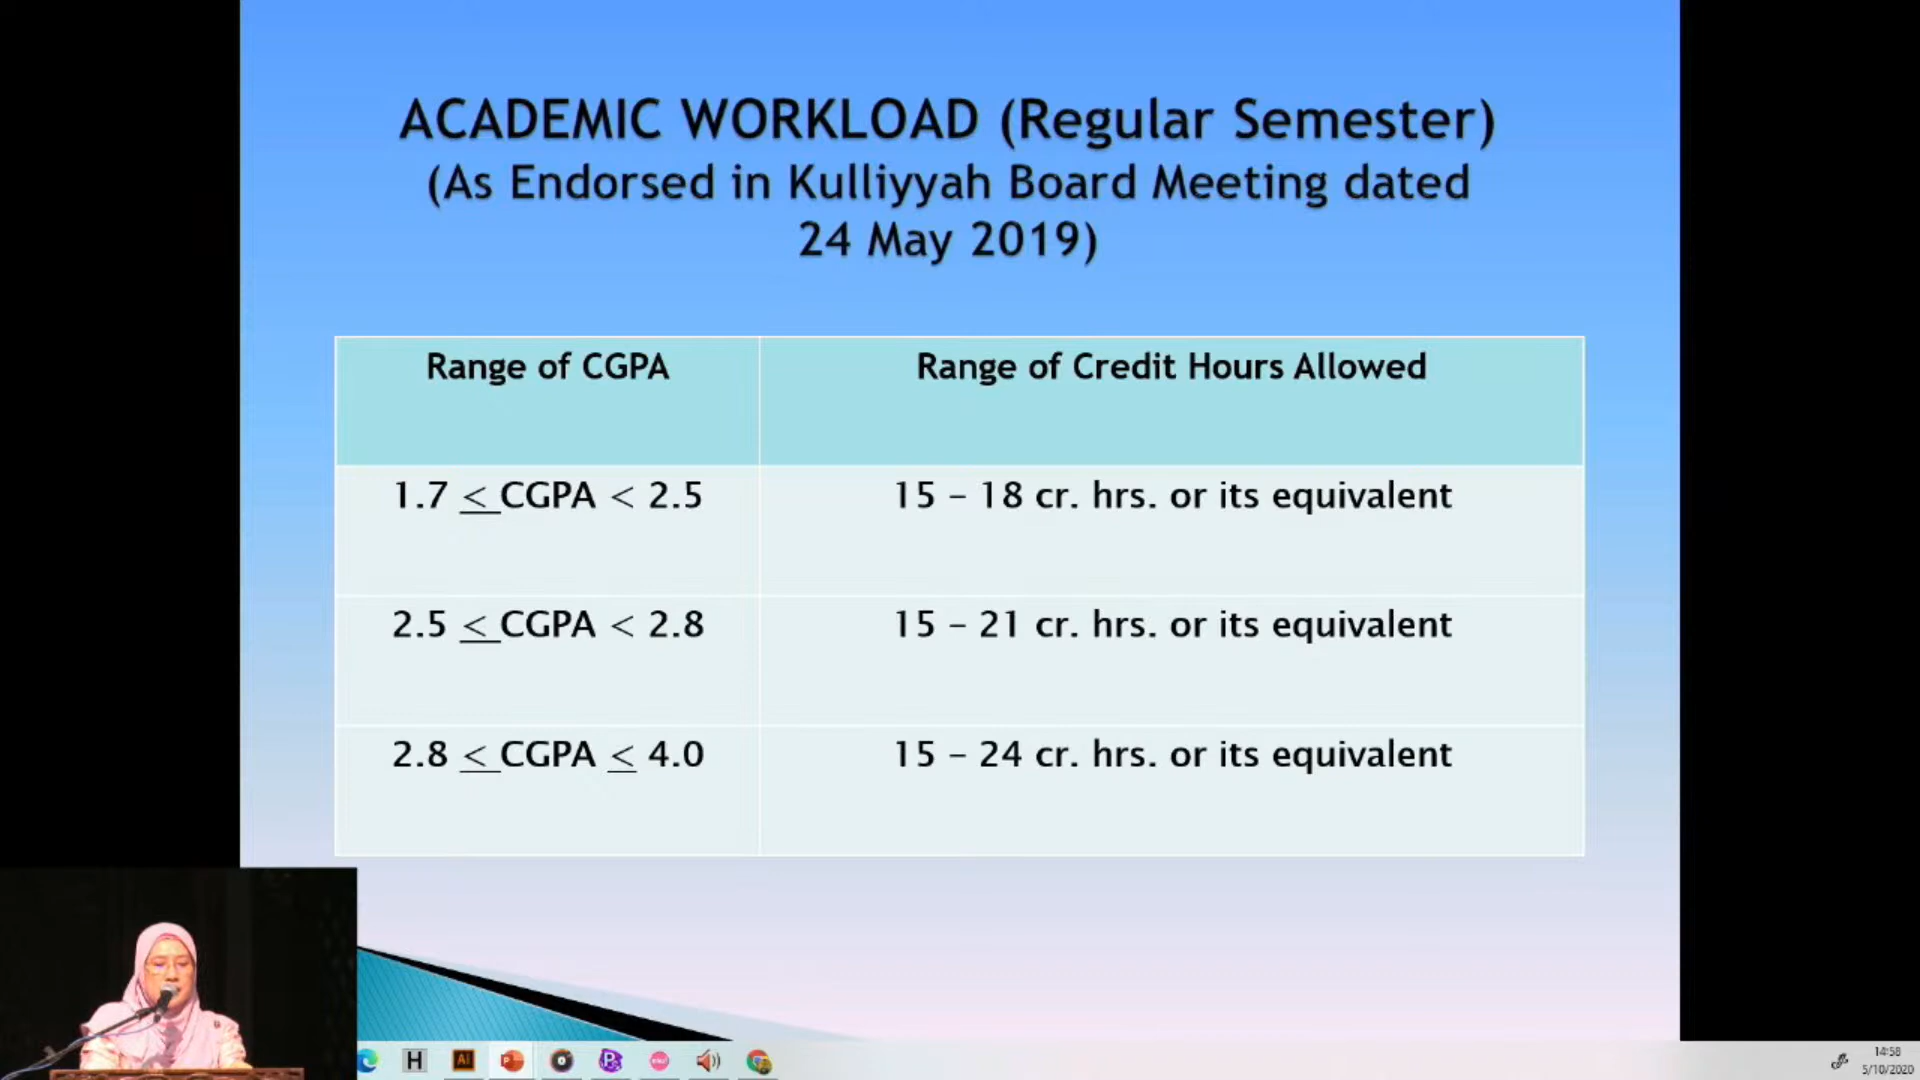 ACADEMIC WORKLOAD (Regular Semester)
(As Endorsed in Kulliyyah Board Meeting dated
24 May 2019)
Range of CGPA
Range of Credit Hours Allowed
1.7 < CGPA < 2.5
15 – 18 cr. hrs. or its equivalent
2.5 < CGPA < 2.8
15 – 21 cr. hrs. or its equivalent
2.8 < CGPA < 4.0
15 – 24 cr. hrs. or its equivalent
H
Ai
P
14:58
5/10/2020